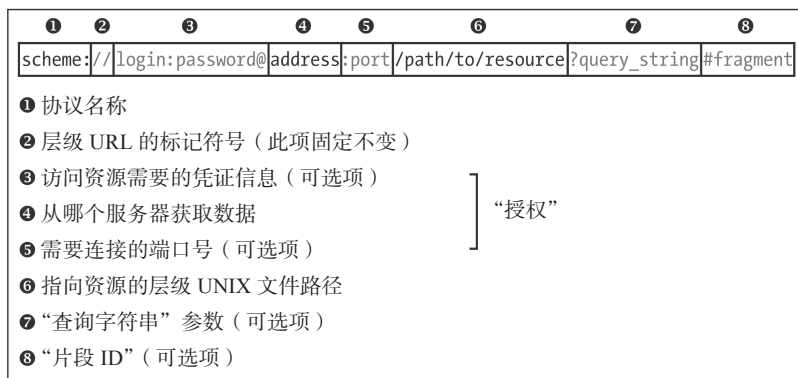 ❶ ❷ ❸ ❹ ❺ ❻ ❼ ❽
scheme://login:password@address:port/path/to/resource?query_string#fragment
❶ 协议名称
❷ 层级 URL 的标记符号（此项固定不变）
❸ 访问资源需要的凭证信息（可选项）
❹ 从哪个服务器获取数据
“授权”
❺ 需要连接的端口号（可选项）
❻ 指向资源的层级 UNIX 文件路径
❼ “查询字符串” 参数（可选项）
❽ “片段 ID”（可选项）